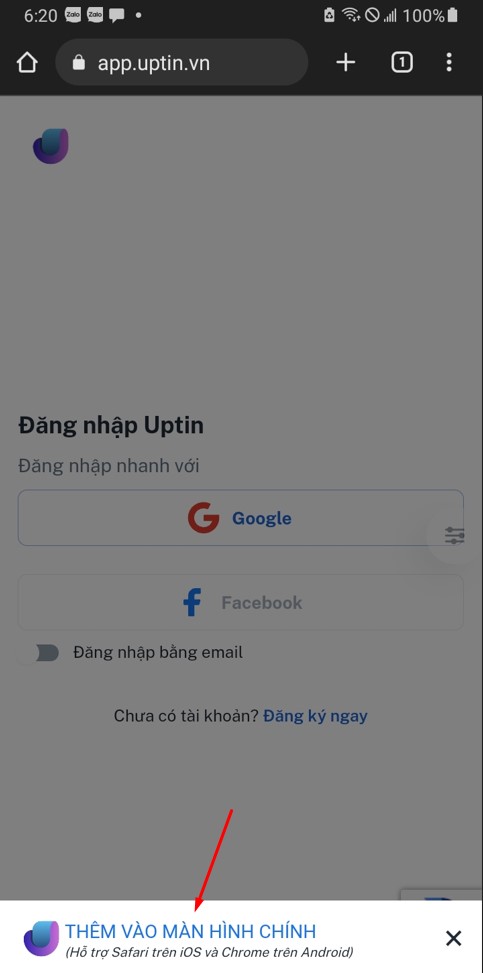 6:20 Zalo Zalo 100%
app.uptin.vn 1
Đăng nhập Uptin
Đăng nhập nhanh với
Google
Facebook
Đăng nhập bằng email
Chưa có tài khoản? Đăng ký ngay
THÊM VÀO MÀN HÌNH CHÍNH
(Hỗ trợ Safari trên iOS và Chrome trên Android)